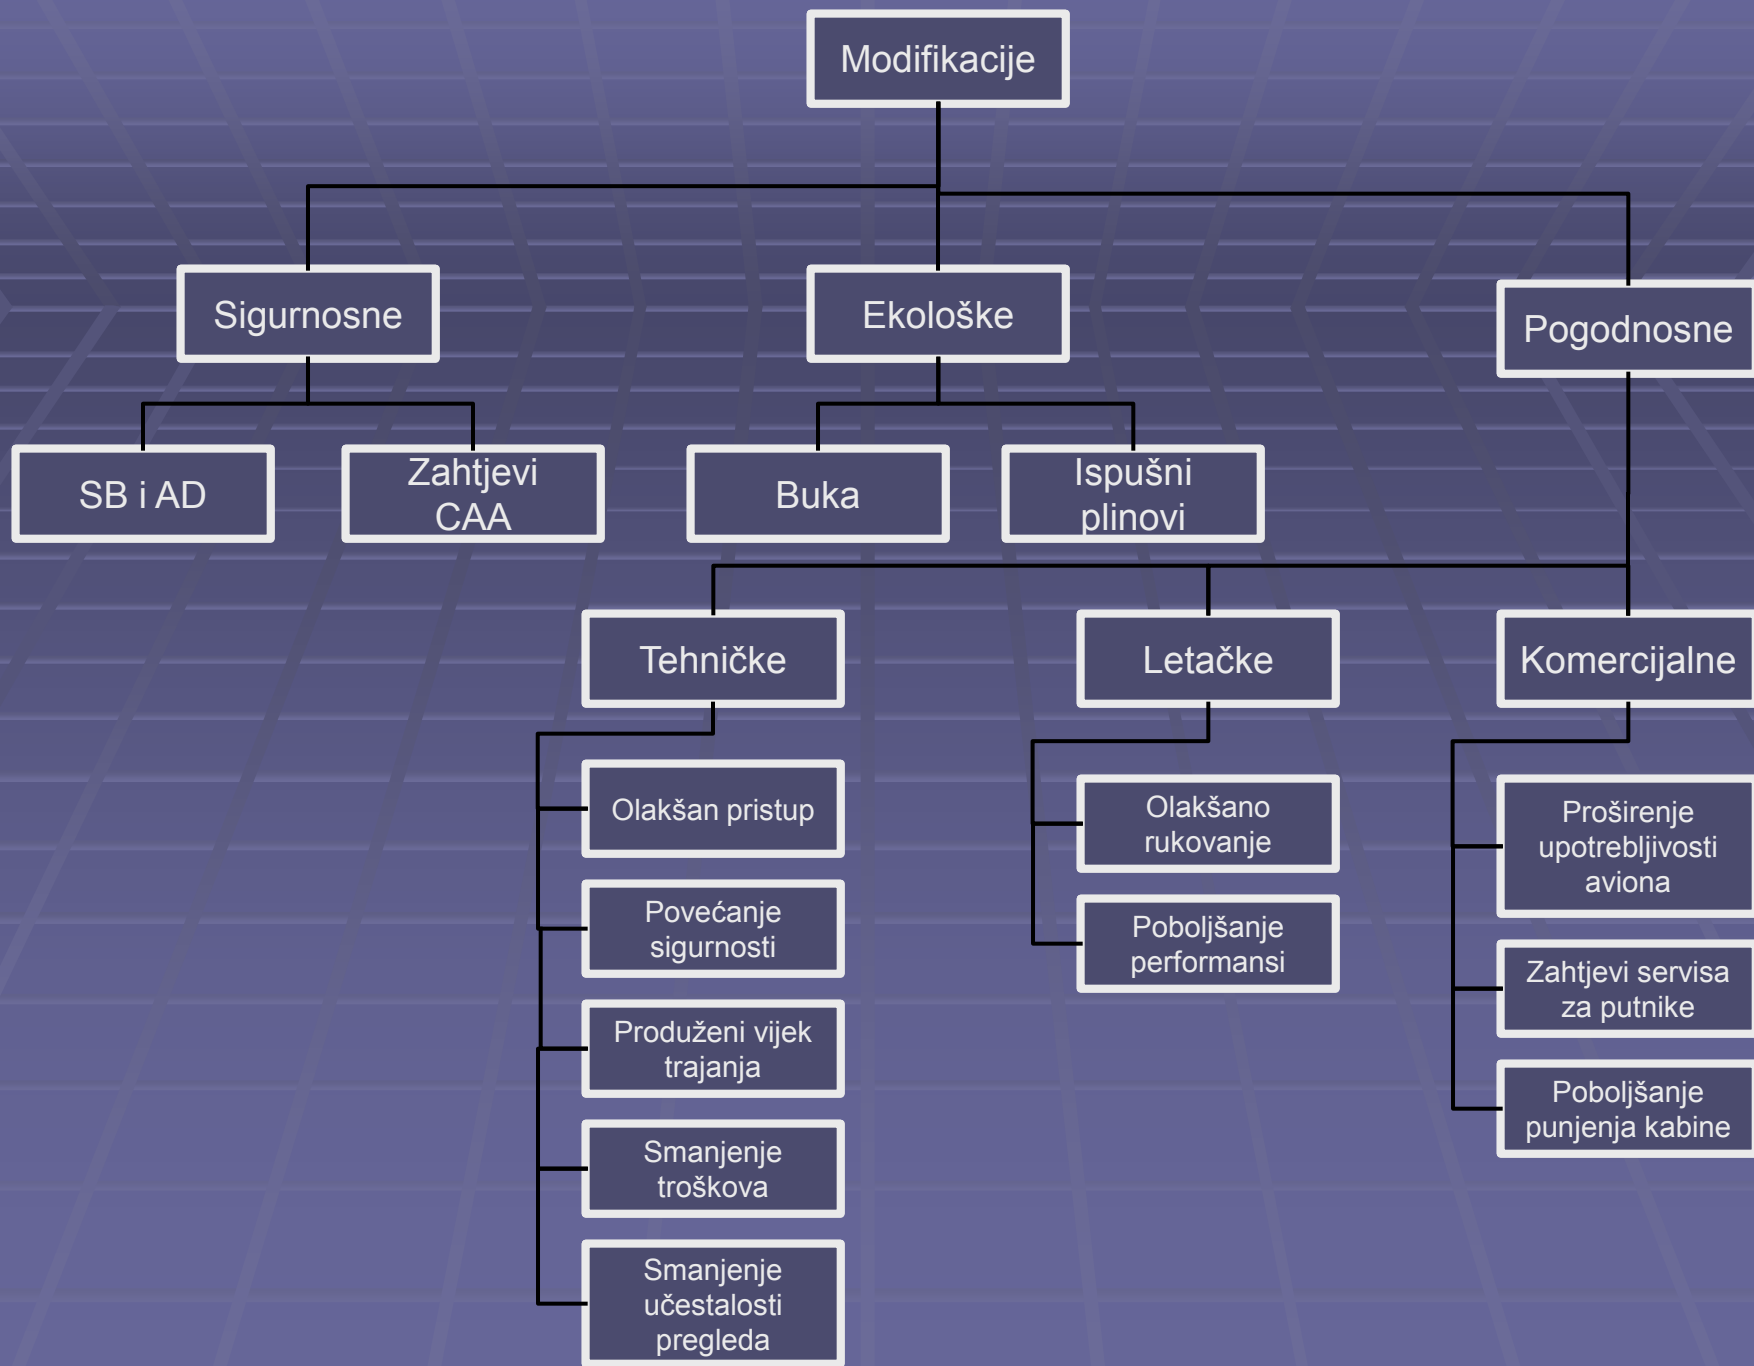 Modifikacije
Sigurnosne
Ekološke
Pogodnosne
SB i AD
Zahtjevi
CAA
Buka
Ispušni
plinovi
Tehničke
Letačke
Komercijalne
Olakšan pristup
Povećanje
sigurnosti
Produženi vijek
trajanja
Smanjenje
troškova
Smanjenje
učestalosti
pregleda
Olakšano
rukovanje
Poboljšanje
performansi
Proširenje
upotrebljivosti
aviona
Zahtjevi servisa
za putnike
Poboljšanje
punjenja kabine